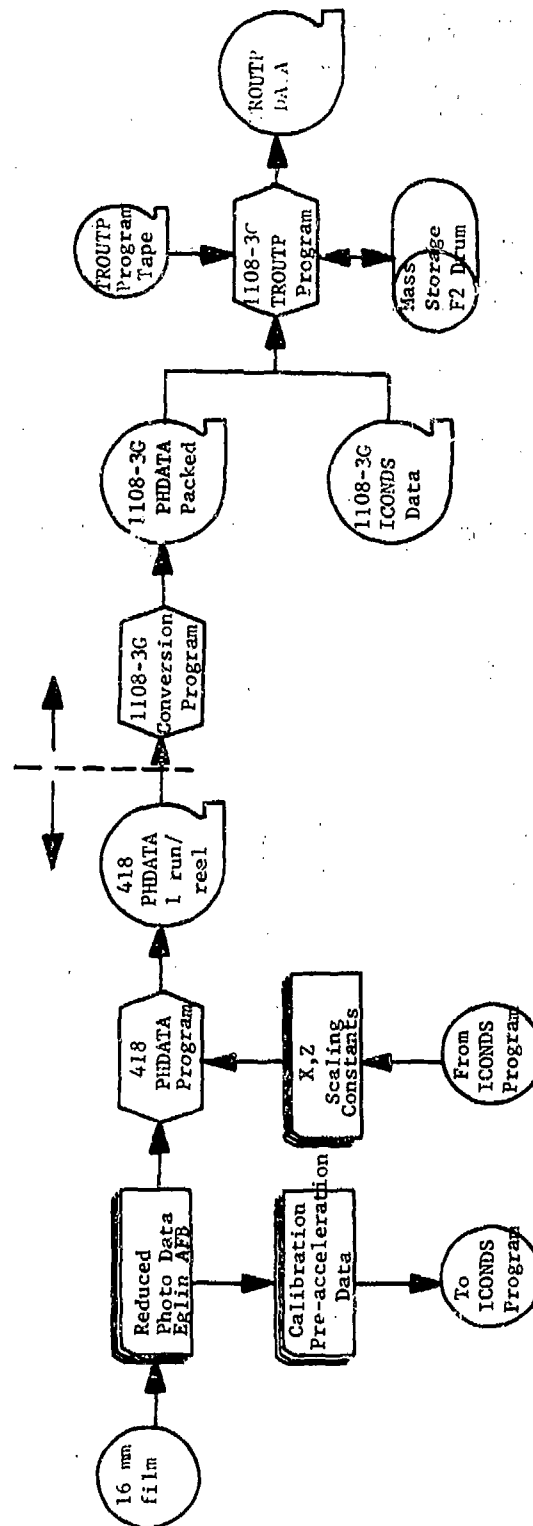 16 mm
film
Reduced
Photo Data
Eglin AFB
Calibration
Pre-acceleration
Data
To
ICONDS
Program
418
PHDATA
Program
X,Z
Scaling
Constants
From
ICONDS
Program
418
PHDATA
1 run/
reel
1108-3G
Conversion
Program
1108-3G
PHDATA
Packed
1108-3G
ICONDS
Data
TROUTP
Program
Tape
1108-3G
TROUTP
Program
Mass
Storage
F2 Drum
TROUTP